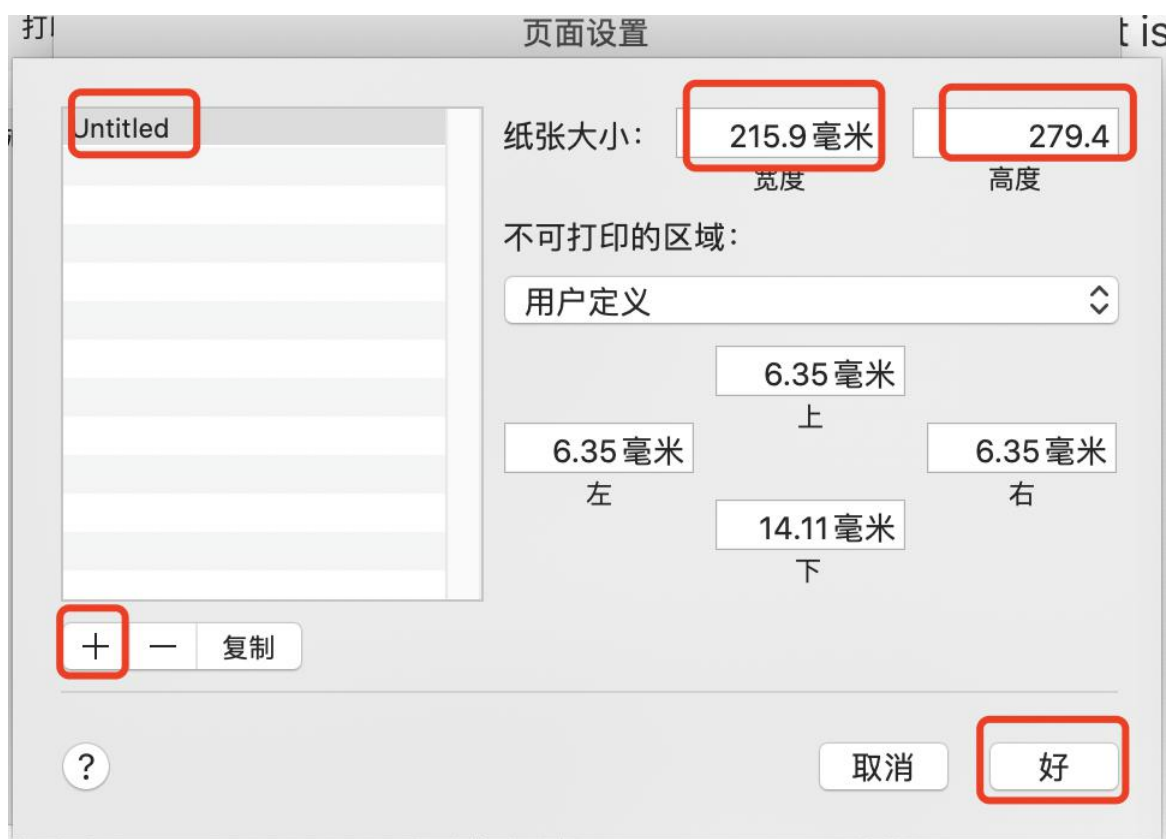 页面设置
t is
Untitled
纸张大小：
215.9毫米
279.4
宽度
高度
不可打印的区域：
用户定义
6.35毫米
上
6.35毫米
左
6.35毫米
右
14.11毫米
下
＋
－
复制
?
取消
好